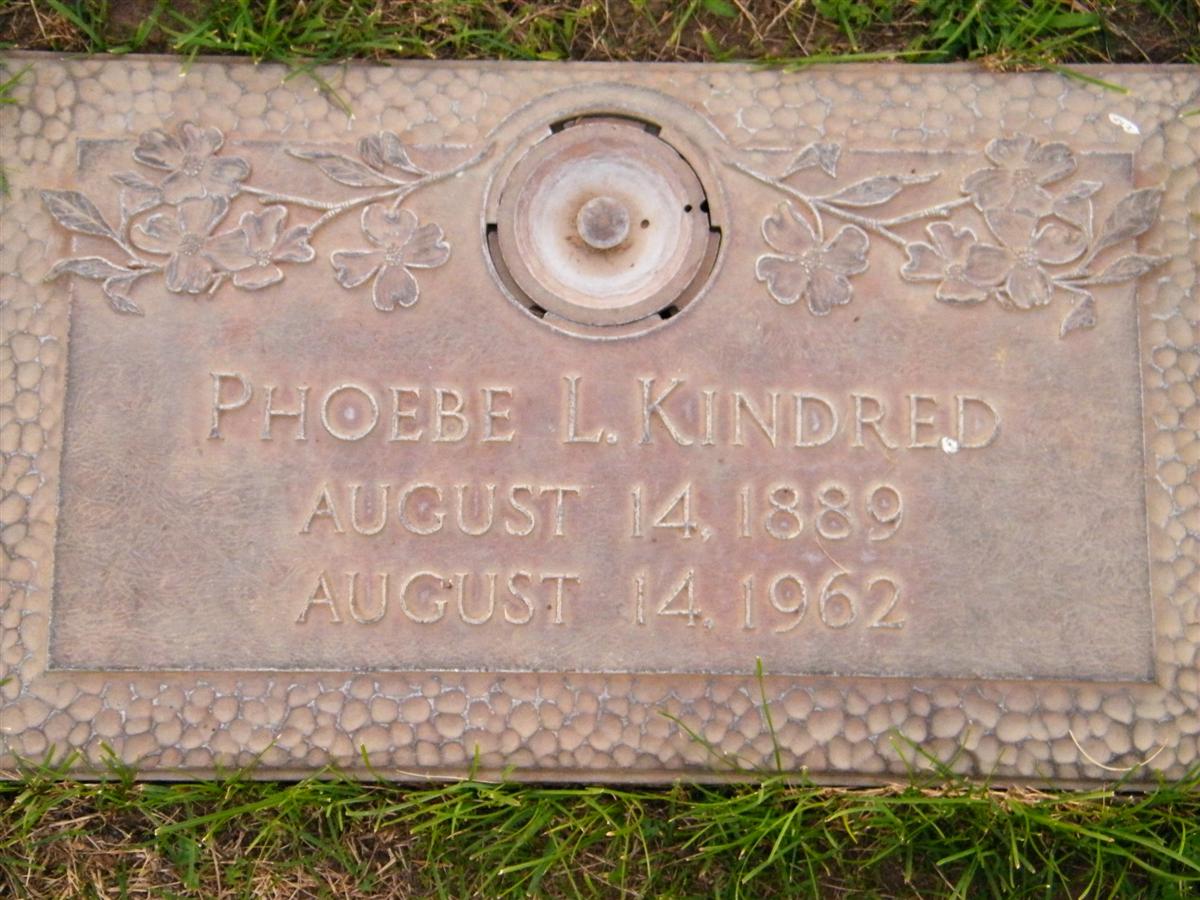 PHOEBE L. KINDRED
AUGUST 14, 1889
AUGUST 14, 1962